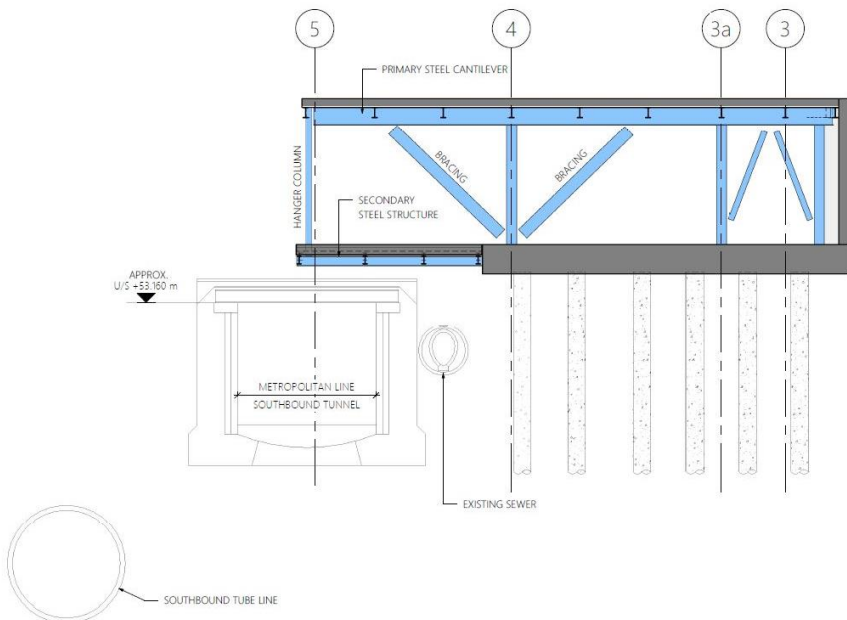 5
4
3a
3
PRIMARY STEEL CANTILEVER
HANGER COLUMN
BRACING
BRACING
SECONDARY
STEEL STRUCTURE
APPROX.
U/S +53.160 m
METROPOLITAN LINE
SOUTHBOUND TUNNEL
EXISTING SEWER
SOUTHBOUND TUBE LINE